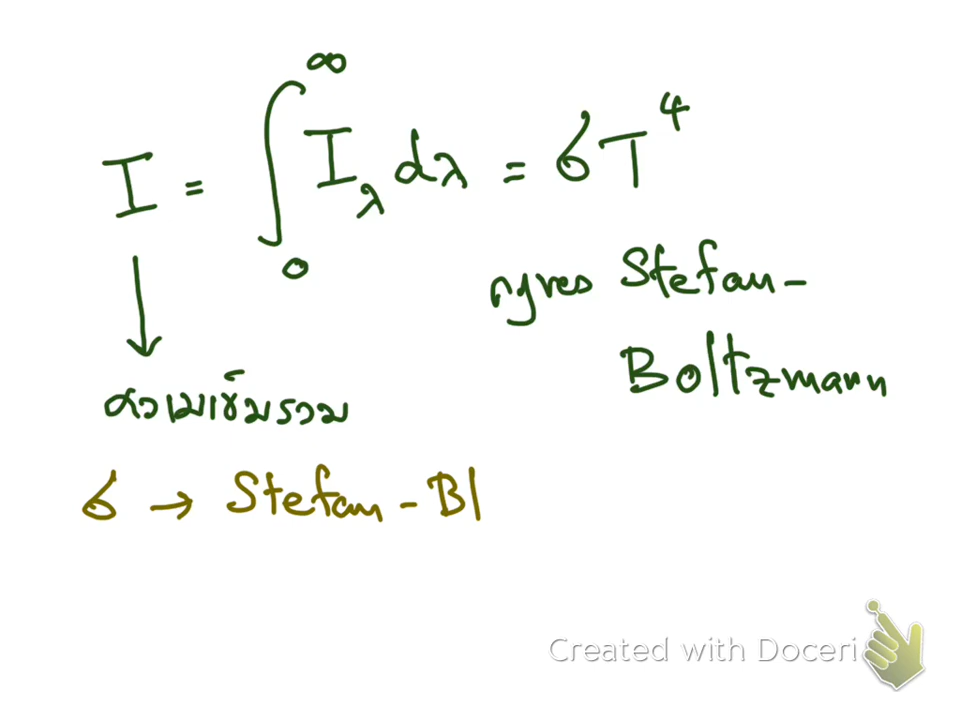 I = ∫₀^∞ I_λ dλ = σT⁴
กฎของ Stefan-
Boltzmann
ความเข้มรวม
σ → Stefan-Bl
Created with Doceri